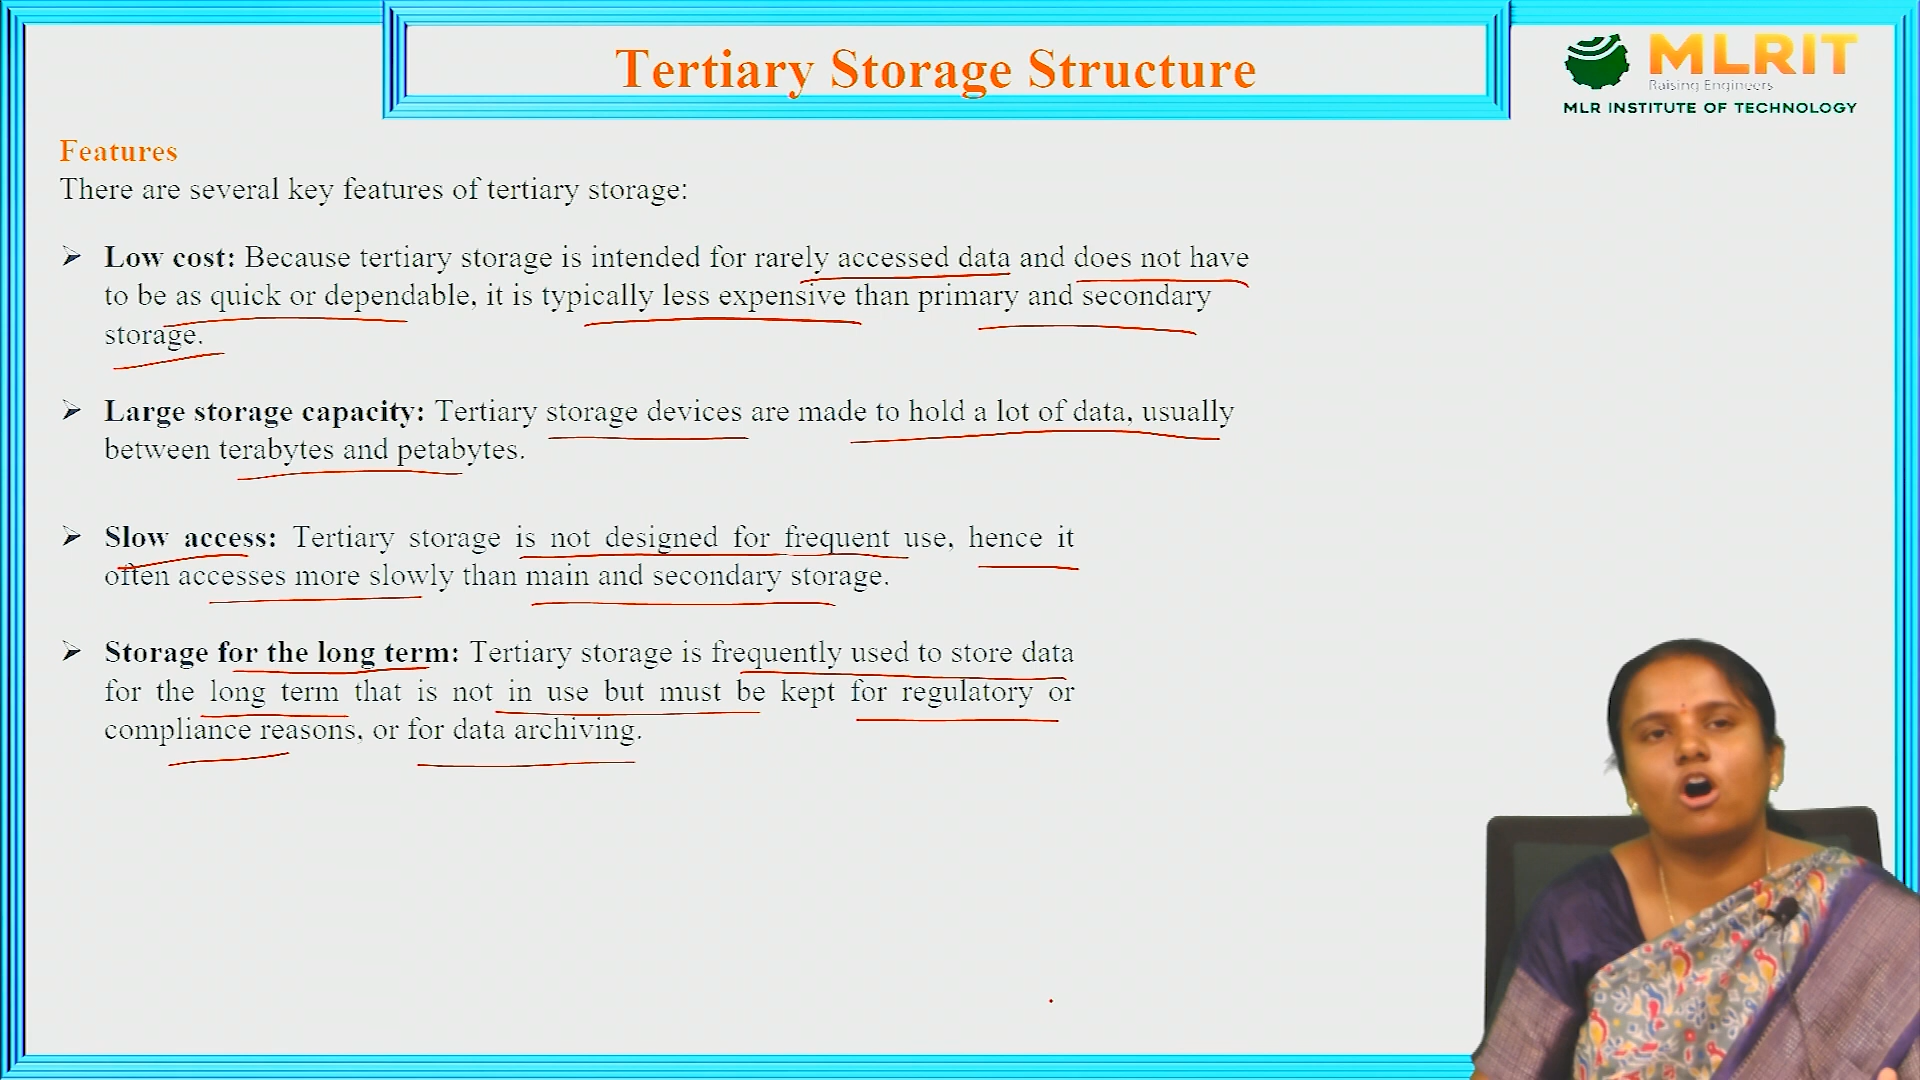 Tertiary Storage Structure
MLRIT
Raising Engineers
MLR INSTITUTE OF TECHNOLOGY
Features
There are several key features of tertiary storage:
➢ Low cost: Because tertiary storage is intended for rarely accessed data and does not have
to be as quick or dependable, it is typically less expensive than primary and secondary
storage.
➢ Large storage capacity: Tertiary storage devices are made to hold a lot of data, usually
between terabytes and petabytes.
➢ Slow access: Tertiary storage is not designed for frequent use, hence it
often accesses more slowly than main and secondary storage.
➢ Storage for the long term: Tertiary storage is frequently used to store data
for the long term that is not in use but must be kept for regulatory or
compliance reasons, or for data archiving.